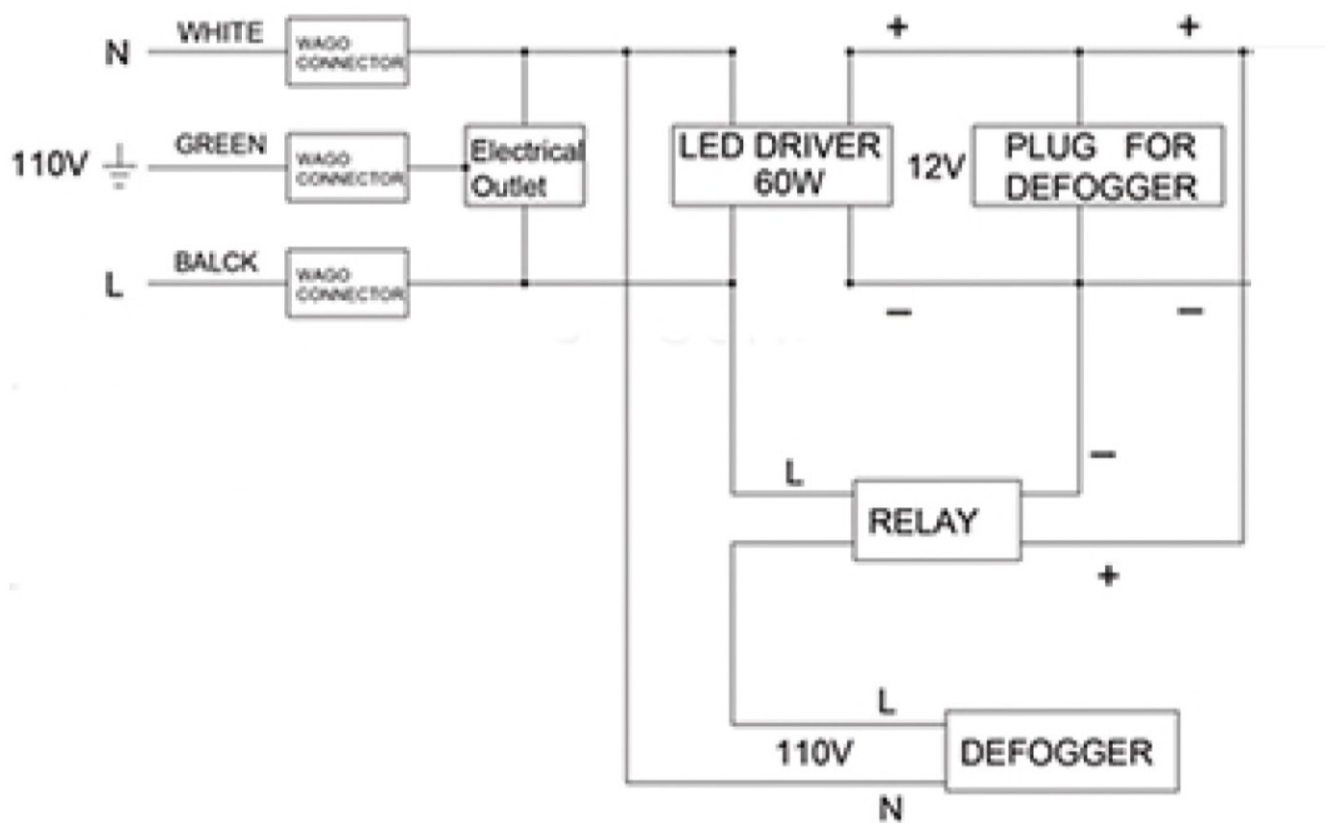 N
WHITE
WAGO
CONNECTOR
+
+
110V
GREEN
WAGO
CONNECTOR
Electrical
Outlet
LED DRIVER
60W
12V
PLUG FOR
DEFOGGER
L
BALCK
WAGO
CONNECTOR
−
−
L
RELAY
−
+
L
110V
N
DEFOGGER